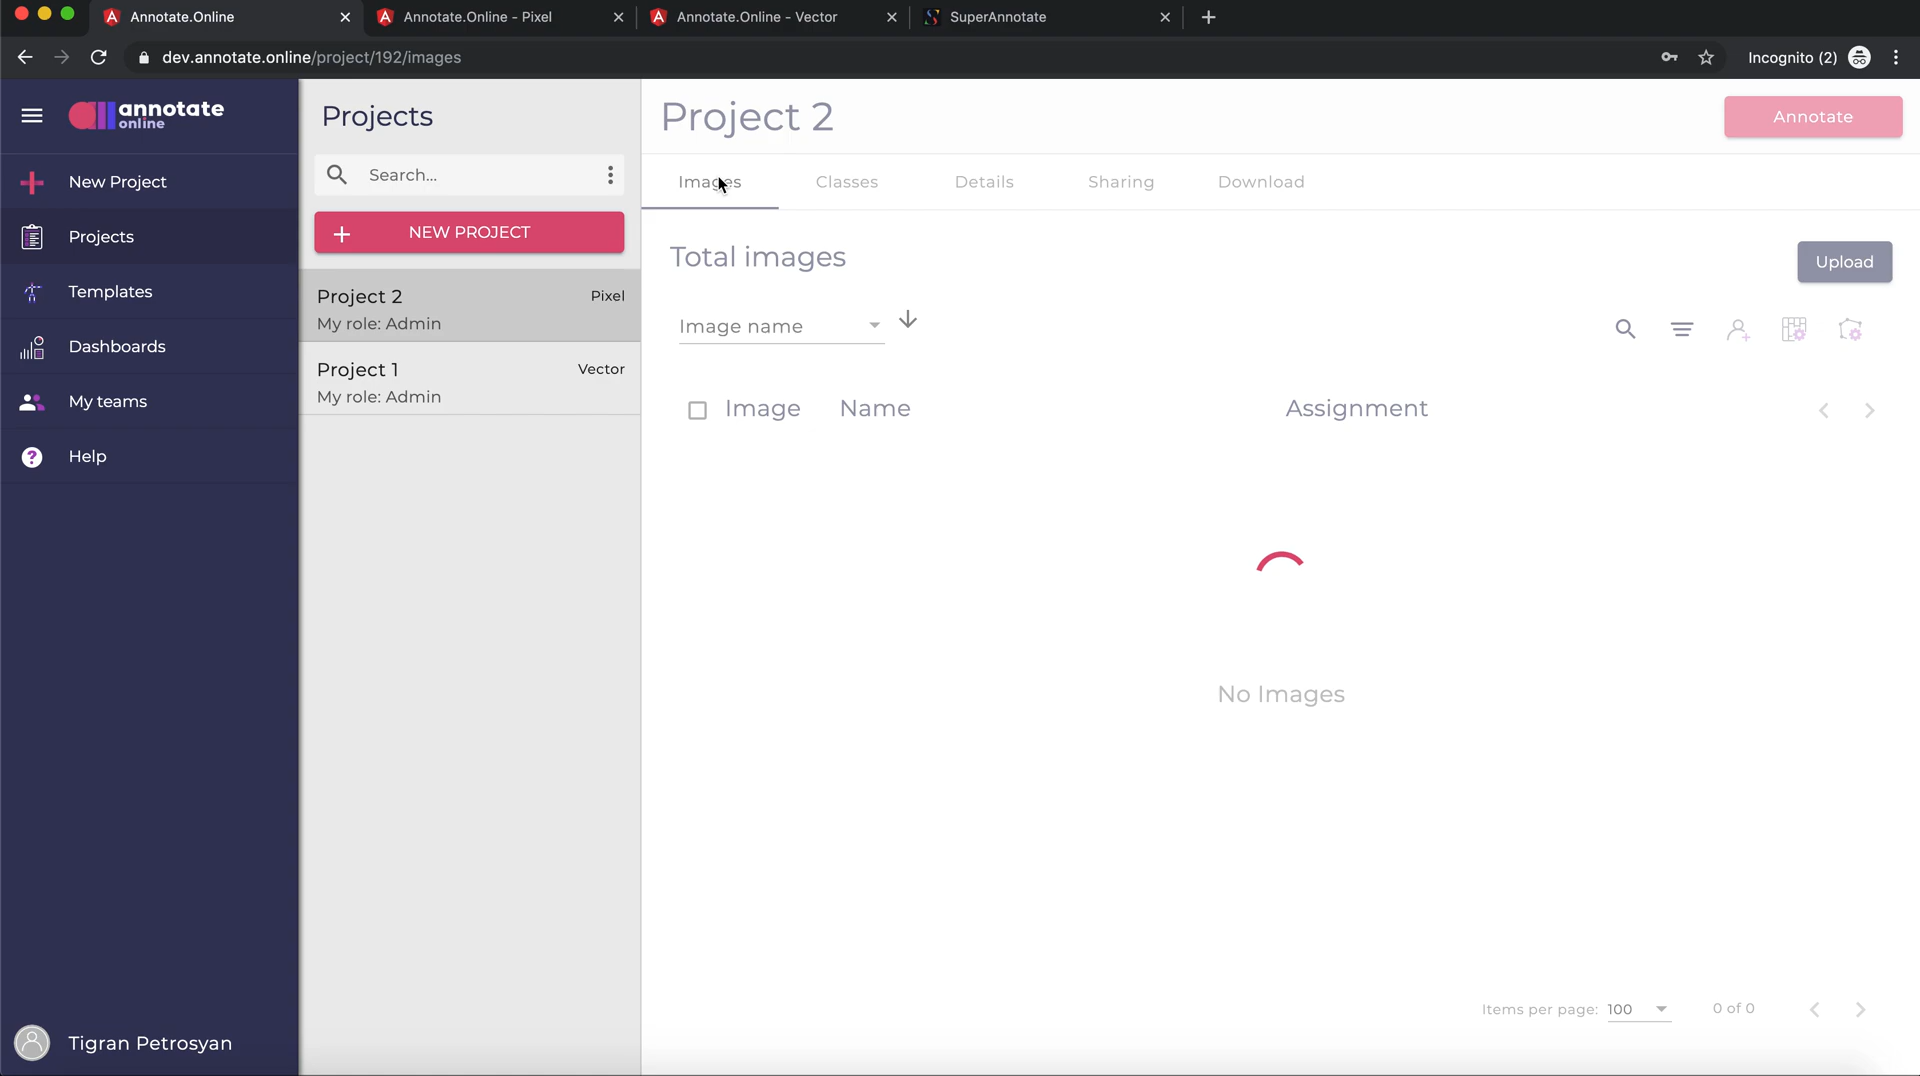 Annotate.Online
Annotate.Online - Pixel
Annotate.Online - Vector
SuperAnnotate
dev.annotate.online/project/192/images
Incognito (2)
annotate
online
New Project
Projects
Templates
Dashboards
My teams
Help
Tigran Petrosyan
Projects
Search...
NEW PROJECT
Project 2 Pixel
My role: Admin
Project 1 Vector
My role: Admin
Project 2
Annotate
Images Classes Details Sharing Download
Total images
Upload
Image name
Image Name Assignment
No Images
Items per page: 100 0 of 0